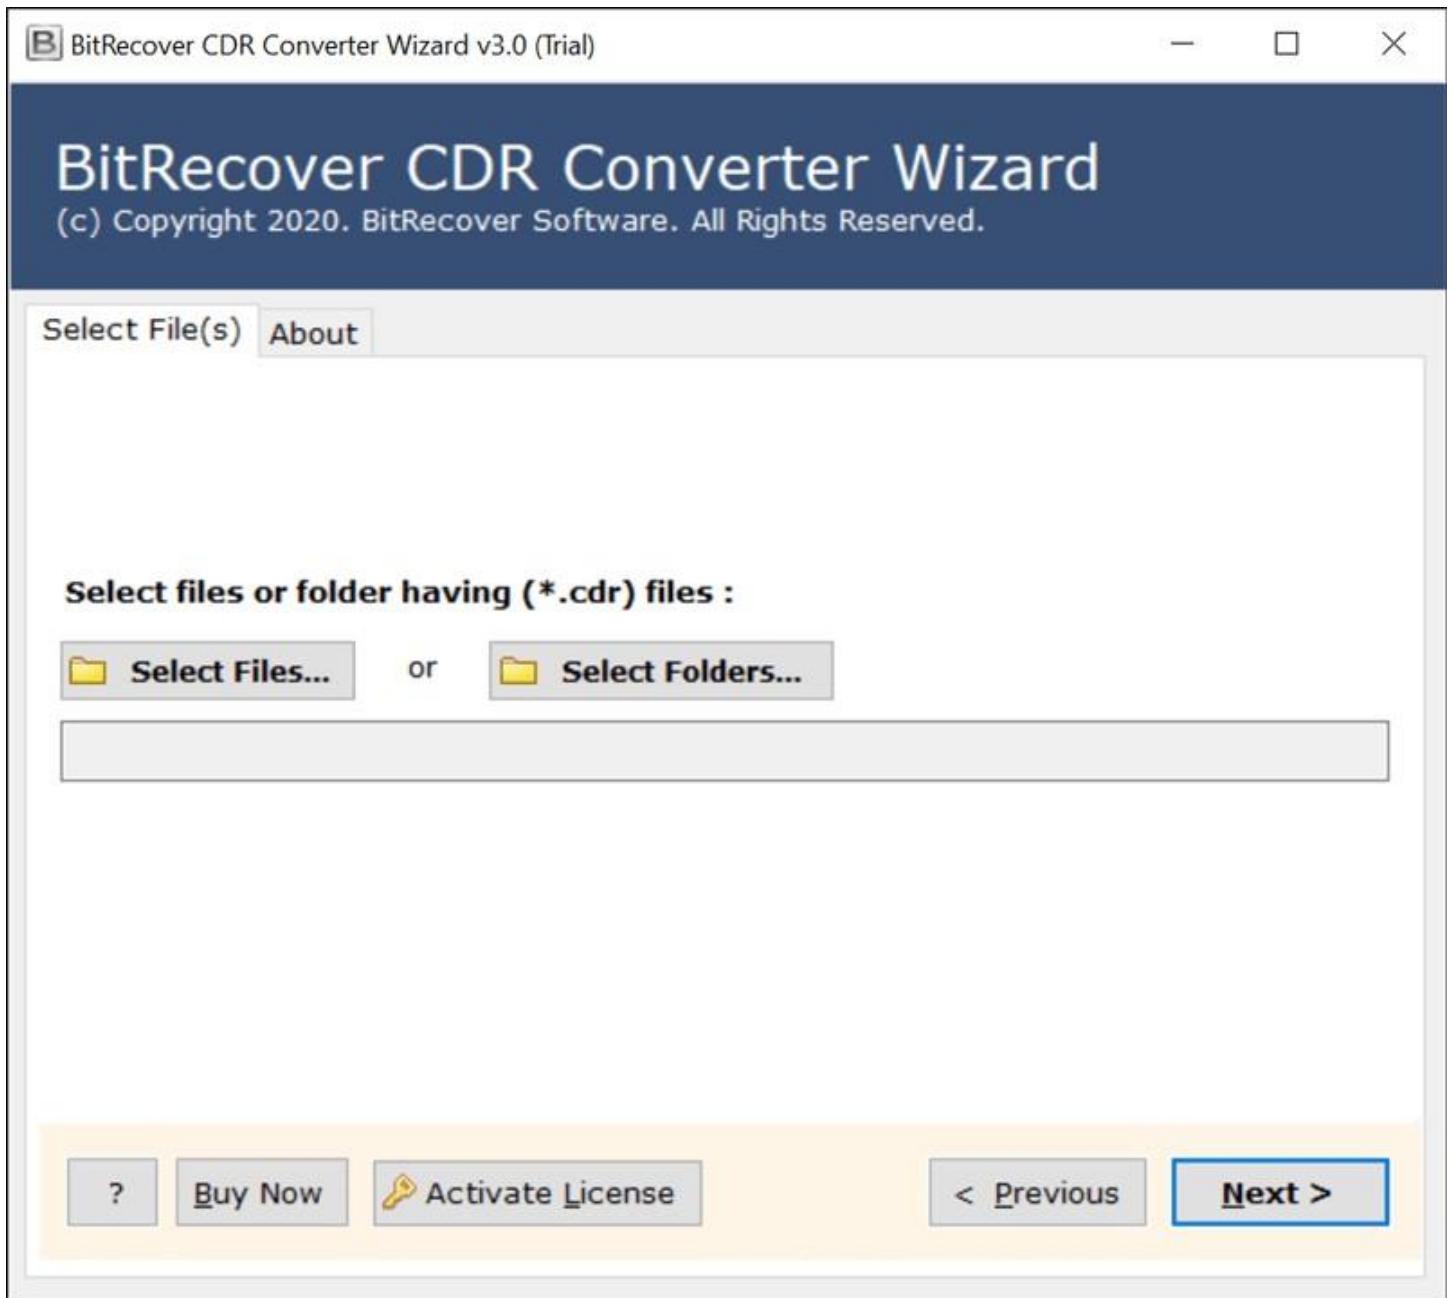 BitRecover CDR Converter Wizard v3.0 (Trial)
BitRecover CDR Converter Wizard
(c) Copyright 2020. BitRecover Software. All Rights Reserved.
Select File(s) About
Select files or folder having (*.cdr) files :
Select Files... or Select Folders...
? Buy Now Activate License < Previous Next >